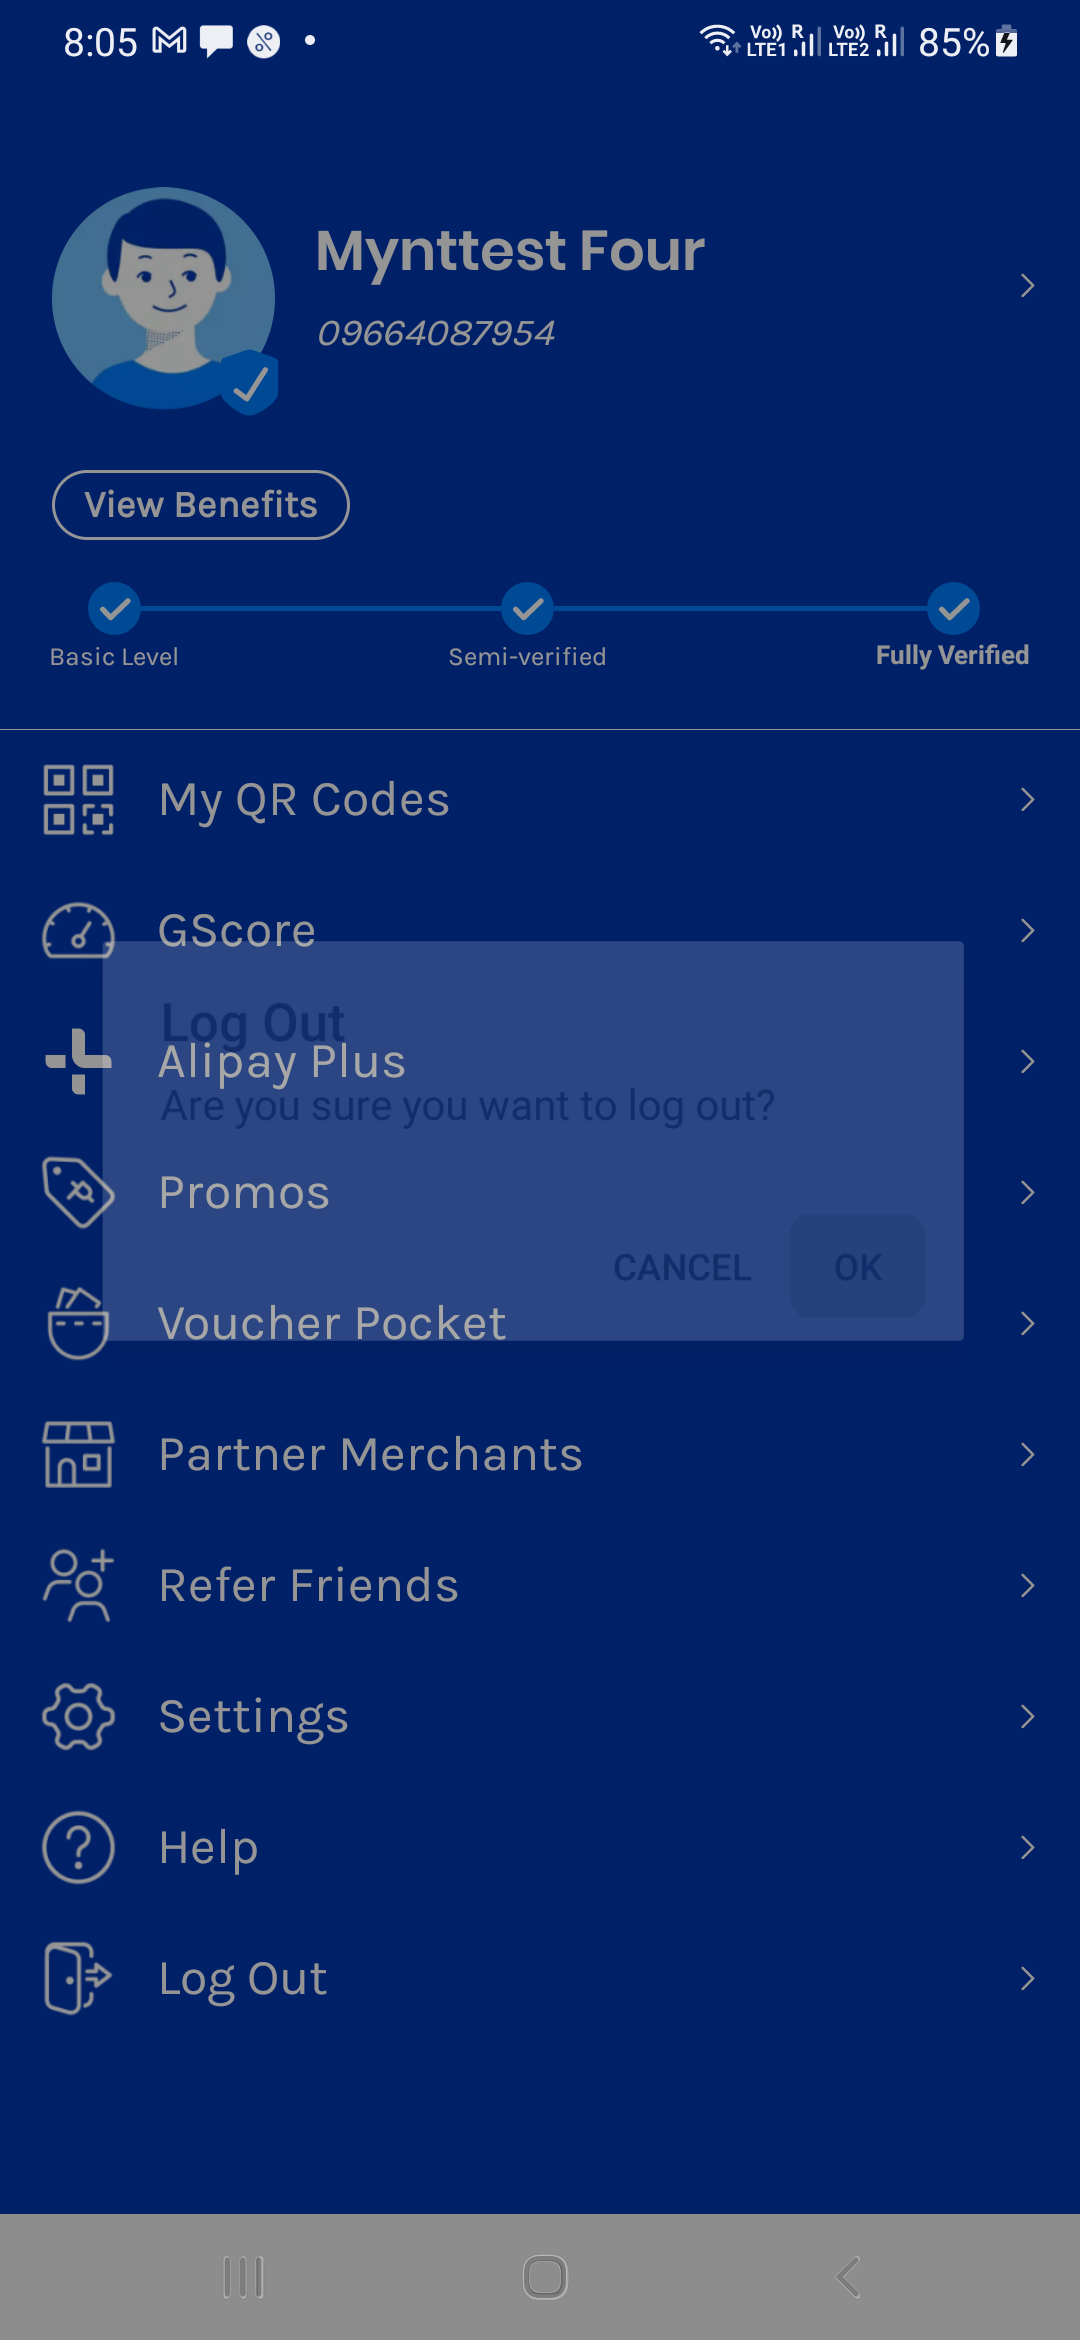 8:05
Vo)) R LTE1 Vo)) R LTE2 85%
Mynttest Four
09664087954
View Benefits
Basic Level Semi-verified Fully Verified
My QR Codes
GScore
Log Out
Alipay Plus
Are you sure you want to log out?
Promos
CANCEL OK
Voucher Pocket
Partner Merchants
Refer Friends
Settings
Help
Log Out